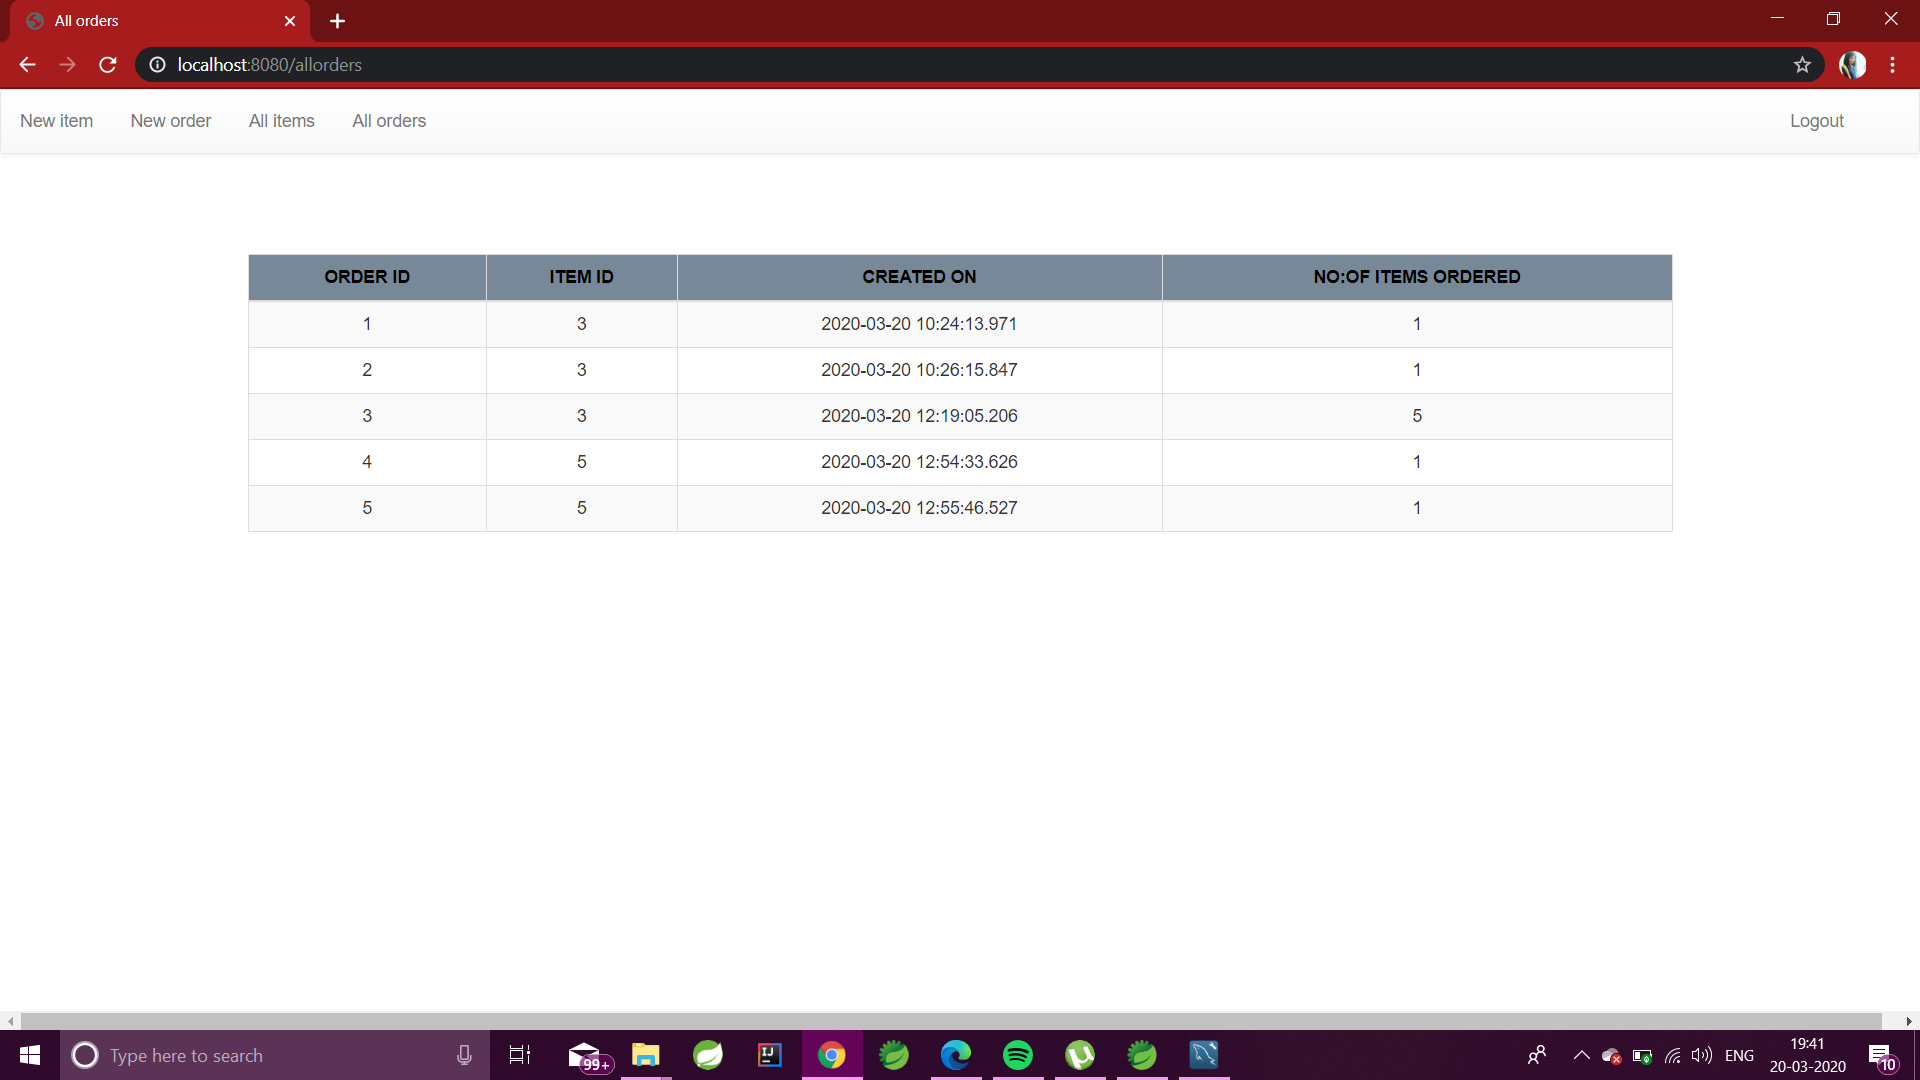 All orders
localhost:8080/allorders
New item New order All items All orders Logout
ORDER ID ITEM ID CREATED ON NO:OF ITEMS ORDERED
1 3 2020-03-20 10:24:13.971 1
2 3 2020-03-20 10:26:15.847 1
3 3 2020-03-20 12:19:05.206 5
4 5 2020-03-20 12:54:33.626 1
5 5 2020-03-20 12:55:46.527 1
Type here to search 99+ IJ ENG 19:41
20-03-2020 10